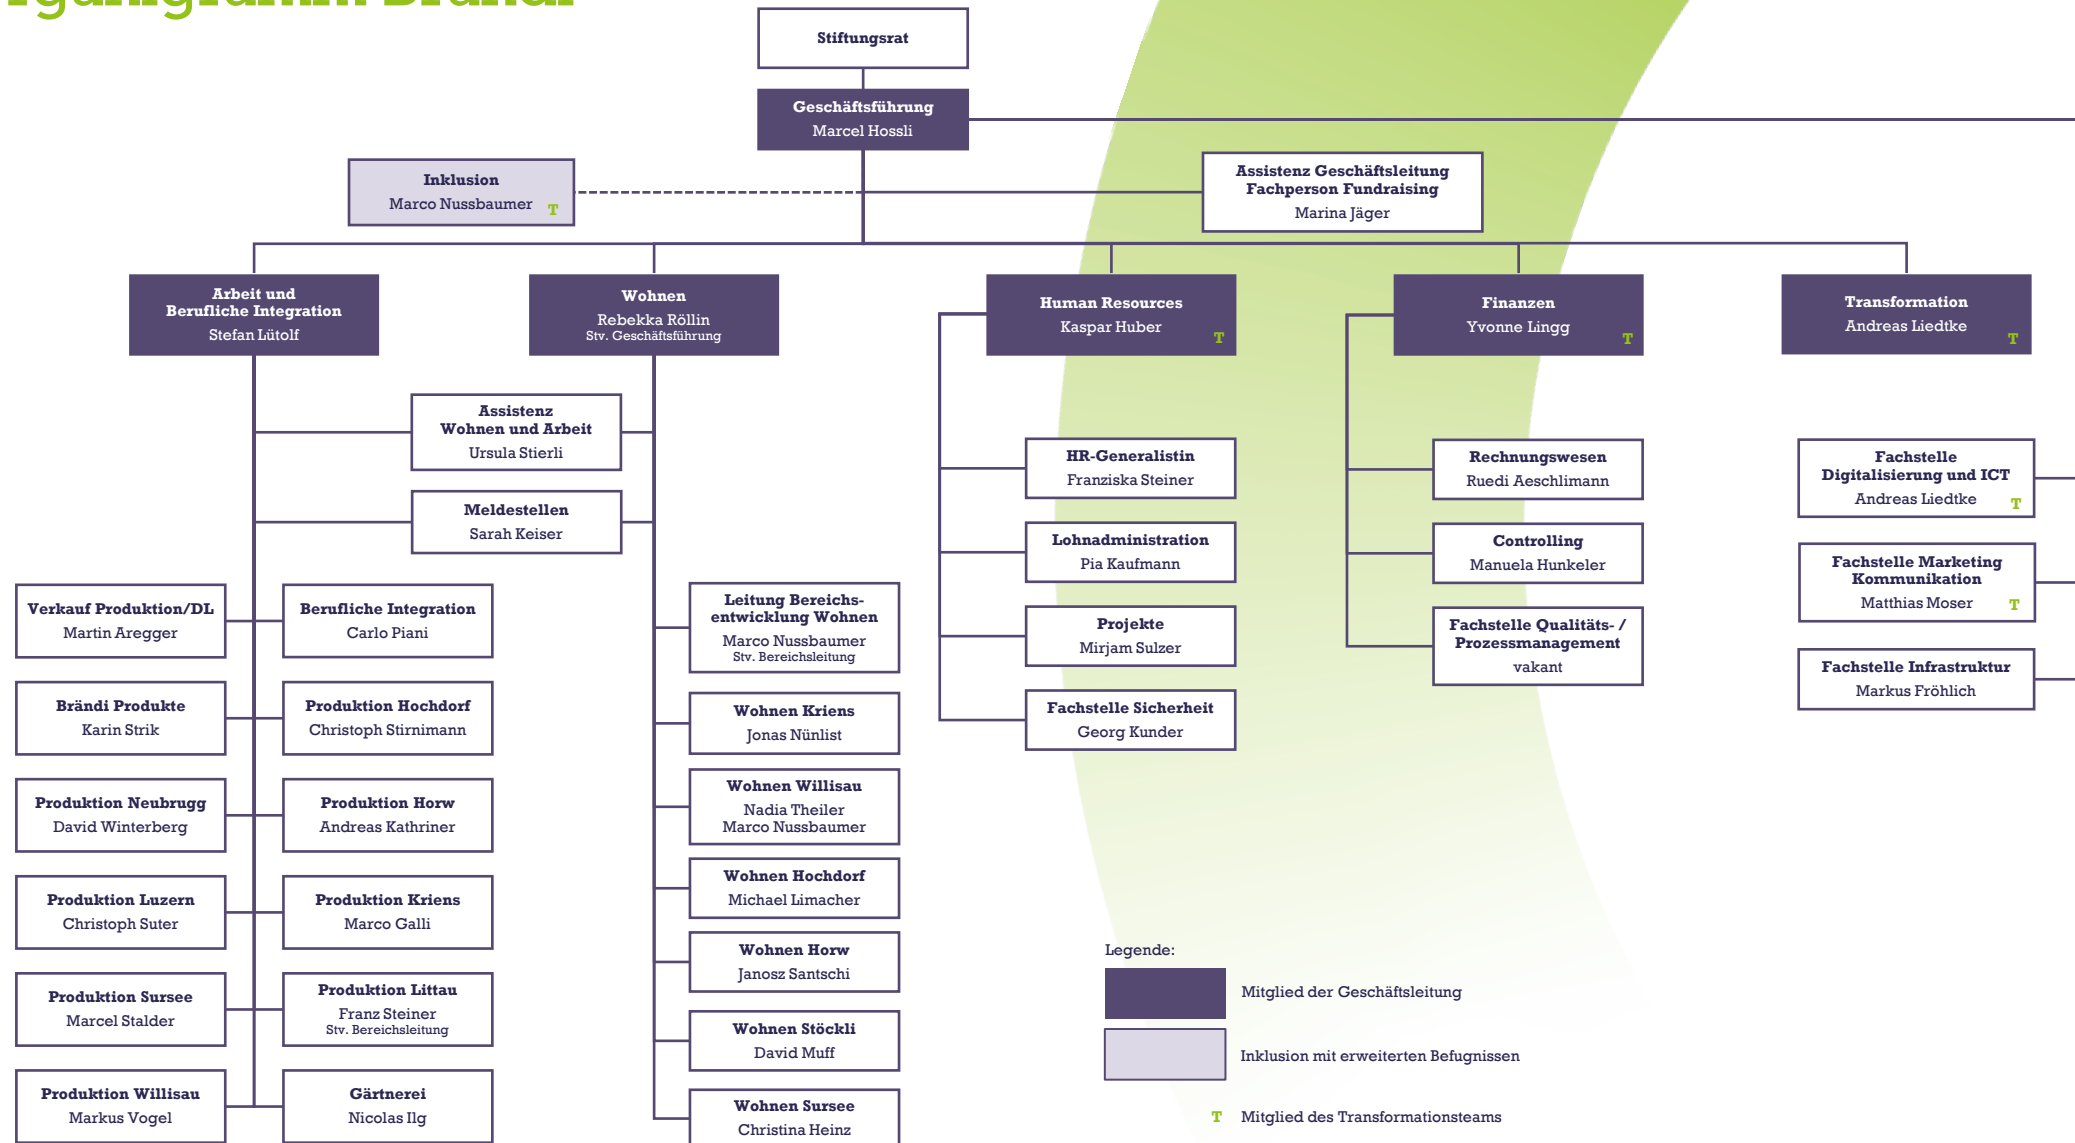 Stiftungsrat
Geschäftsführung
Marcel Hossli
Inklusion
Marco Nussbaumer
T
Assistenz Geschäftsleitung
Fachperson Fundraising
Marina Jäger
Arbeit und
Berufliche Integration
Stefan Lütolf
Wohnen
Rebekka Röllin
Stv. Geschäftsführung
Human Resources
Kaspar Huber
T
Finanzen
Yvonne Lingg
T
Transformation
Andreas Liedtke
T
Assistenz
Wohnen und Arbeit
Ursula Stierli
Meldestellen
Sarah Keiser
Verkauf Produktion/DL
Martin Aregger
Berufliche Integration
Carlo Piani
Brändi Produkte
Karin Strik
Produktion Hochdorf
Christoph Stirnimann
Produktion Neubrugg
David Winterberg
Produktion Horw
Andreas Kathriner
Produktion Luzern
Christoph Suter
Produktion Kriens
Marco Galli
Produktion Sursee
Marcel Stalder
Produktion Littau
Franz Steiner
Stv. Bereichsleitung
Produktion Willisau
Markus Vogel
Gärtnerei
Nicolas Ilg
Leitung Bereichs-
entwicklung Wohnen
Marco Nussbaumer
Stv. Bereichsleitung
Wohnen Kriens
Jonas Nünlist
Wohnen Willisau
Nadia Theiler
Marco Nussbaumer
Wohnen Hochdorf
Michael Limacher
Wohnen Horw
Janosz Santschi
Wohnen Stöckli
David Muff
Wohnen Sursee
Christina Heinz
HR-Generalistin
Franziska Steiner
Lohnadministration
Pia Kaufmann
Projekte
Mirjam Sulzer
Fachstelle Sicherheit
Georg Kunder
Rechnungswesen
Ruedi Aeschlimann
Controlling
Manuela Hunkeler
Fachstelle Qualitäts- /
Prozessmanagement
vakant
Fachstelle
Digitalisierung und ICT
Andreas Liedtke
T
Fachstelle Marketing
Kommunikation
Matthias Moser
T
Fachstelle Infrastruktur
Markus Fröhlich
Legende:
Mitglied der Geschäftsleitung
Inklusion mit erweiterten Befugnissen
T Mitglied des Transformationsteams